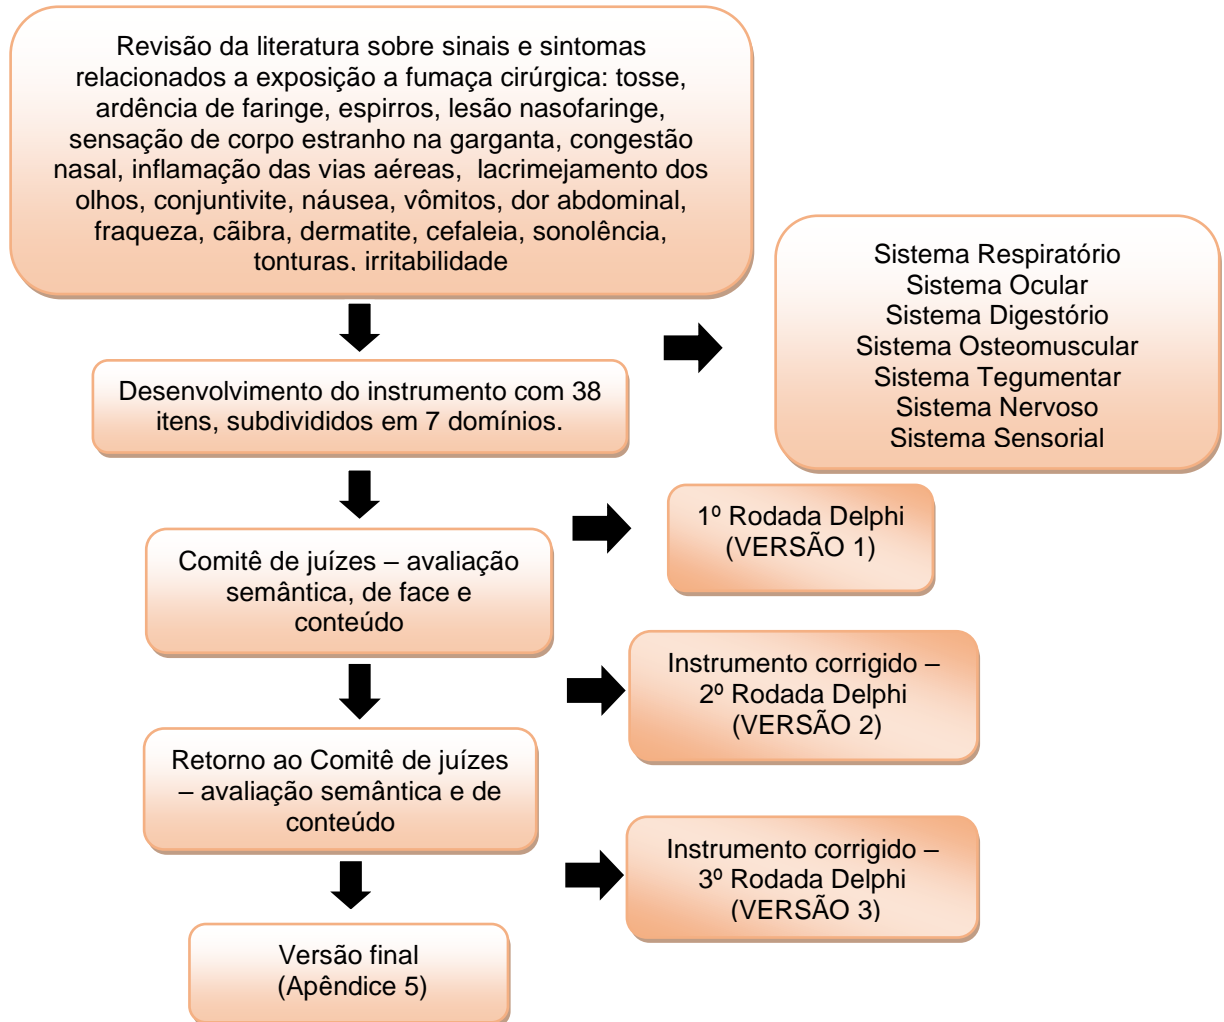 Revisão da literatura sobre sinais e sintomas
relacionados a exposição a fumaça cirúrgica: tosse,
ardência de faringe, espirros, lesão nasofaringe,
sensação de corpo estranho na garganta, congestão
nasal, inflamação das vias aéreas, lacrimejamento dos
olhos, conjuntivite, náusea, vômitos, dor abdominal,
fraqueza, cãibra, dermatite, cefaleia, sonolência,
tonturas, irritabilidade
Sistema Respiratório
Sistema Ocular
Sistema Digestório
Sistema Osteomuscular
Sistema Tegumentar
Sistema Nervoso
Sistema Sensorial
Desenvolvimento do instrumento com 38
itens, subdivididos em 7 domínios.
1º Rodada Delphi
(VERSÃO 1)
Comitê de juízes – avaliação
semântica, de face e
conteúdo
Instrumento corrigido –
2º Rodada Delphi
(VERSÃO 2)
Retorno ao Comitê de juízes
– avaliação semântica e de
conteúdo
Instrumento corrigido –
3º Rodada Delphi
(VERSÃO 3)
Versão final
(Apêndice 5)